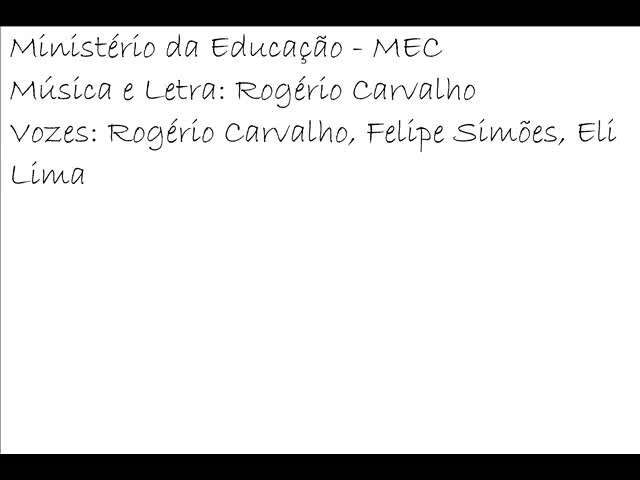 Ministério da Educação - MEC
Música e Letra: Rogério Carvalho
Vozes: Rogério Carvalho, Felipe Simões, Eli
Lima